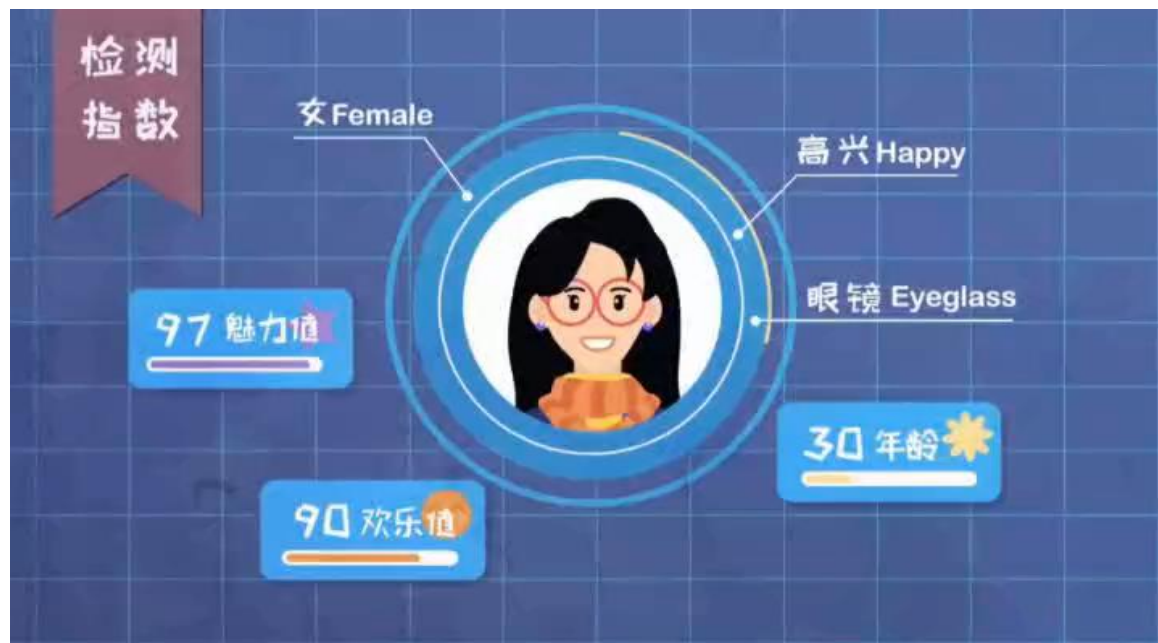 检测
指数
女Female
高兴Happy
眼镜 Eyeglass
97 魅力值
30 年龄
90 欢乐值